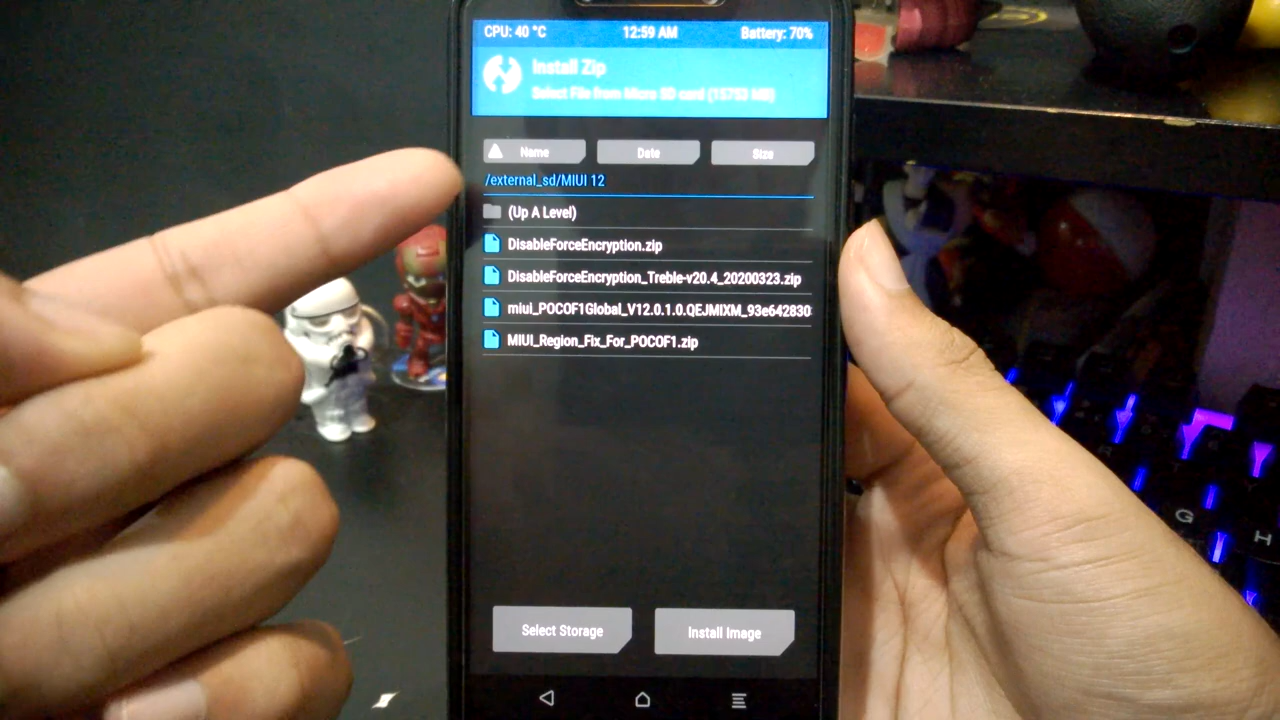 CPU: 40 °C 12:59 AM Battery: 70%
Install Zip
Select File from Micro SD card (15753 MB)
Name Date Size
/external_sd/MIUI 12
(Up A Level)
DisableForceEncryption.zip
DisableForceEncryption_Treble-v20.4_20200323.zip
miui_POCOF1Global_V12.0.1.0.QEJMIXM_93e642830
MIUI_Region_Fix_For_POCOF1.zip
Select Storage Install Image
G H